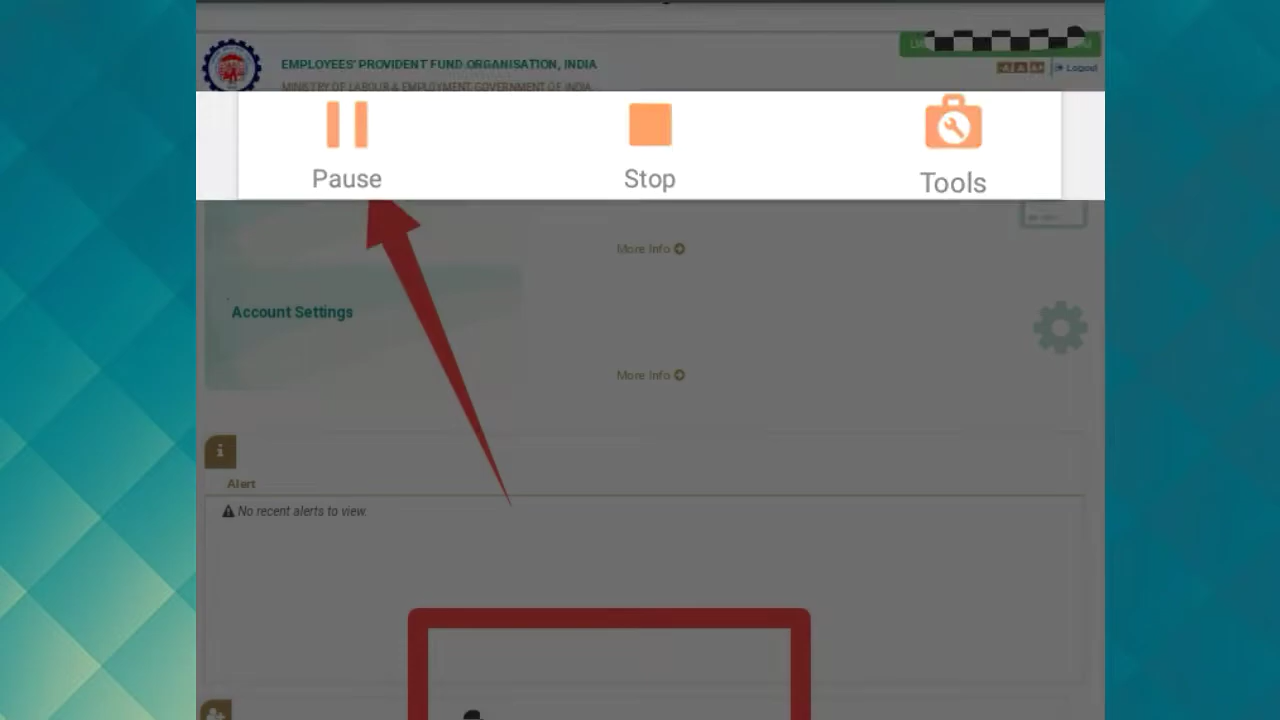 EMPLOYEES' PROVIDENT FUND ORGANISATION, INDIA
MINISTRY OF LABOUR & EMPLOYMENT, GOVERNMENT OF INDIA
Logout
Pause
Stop
Tools
More Info
Account Settings
More Info
Alert
No recent alerts to view.